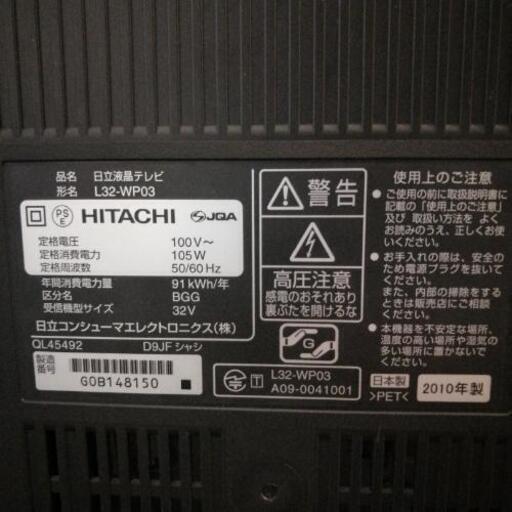 品名 日立液晶テレビ
形名 L32-WP03
PSE HITACHI JQA
定格電圧 100V～
定格消費電力 105W
定格周波数 50/60Hz
年間消費電力量 91kWh/年
区分名 BGG
受信機型サイズ 32V
日立コンシューマエレクトロニクス(株)
QL45492 D9JFシャシ
製造番号 G0B148150
警告
高圧注意
感電のおそれあり
裏ぶたを開けるな
G
T L32-WP03
A09-0041001
使用上のご注意
●ご使用の前に取扱説明書に
記載の「使用上のご注意」
及び 取扱い方法を よく
お読みのうえ、正しくお使
いください。
●お手入れの際は、安全の
ため電源プラグを抜いて
ください。
また、内部の掃除をする
ときは販売店にご相談
ください。
●本機器を不安定な場所、
温度の高い場所や湿気の
多い場所に置かないで
ください。
日本製
>PET<
2010年製